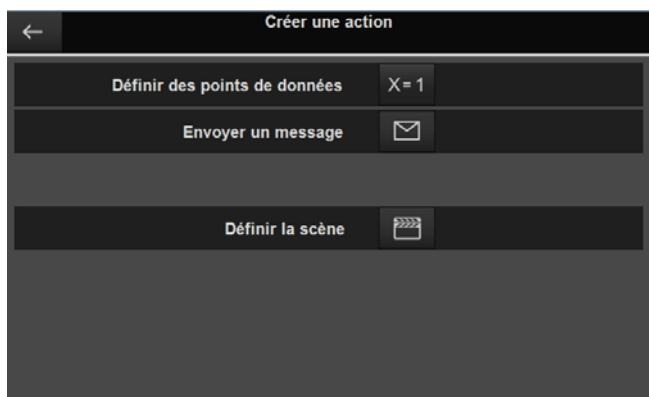 Créer une action
Définir des points de données X= 1
Envoyer un message
Définir la scène